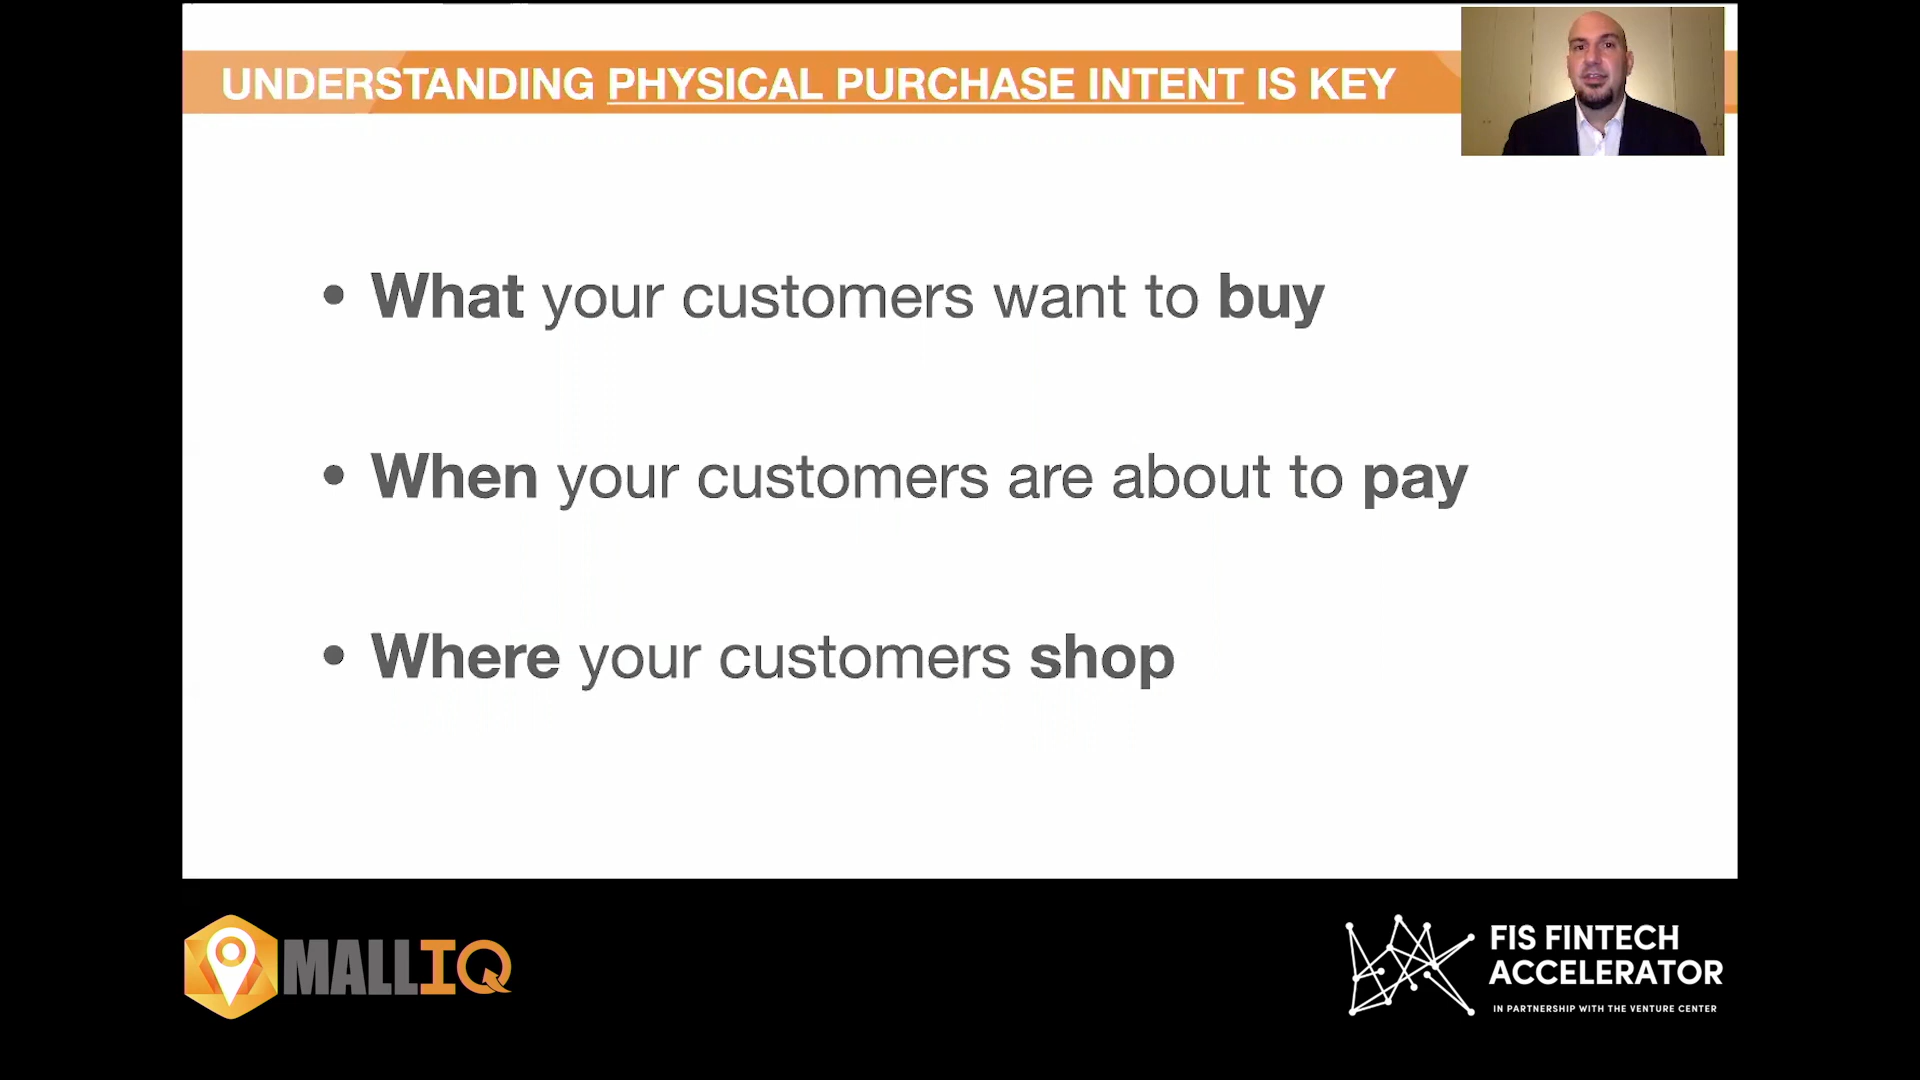 UNDERSTANDING PHYSICAL PURCHASE INTENT IS KEY
• What your customers want to buy
• When your customers are about to pay
• Where your customers shop
MALLIQ
FIS FINTECH
ACCELERATOR
IN PARTNERSHIP WITH THE VENTURE CENTER